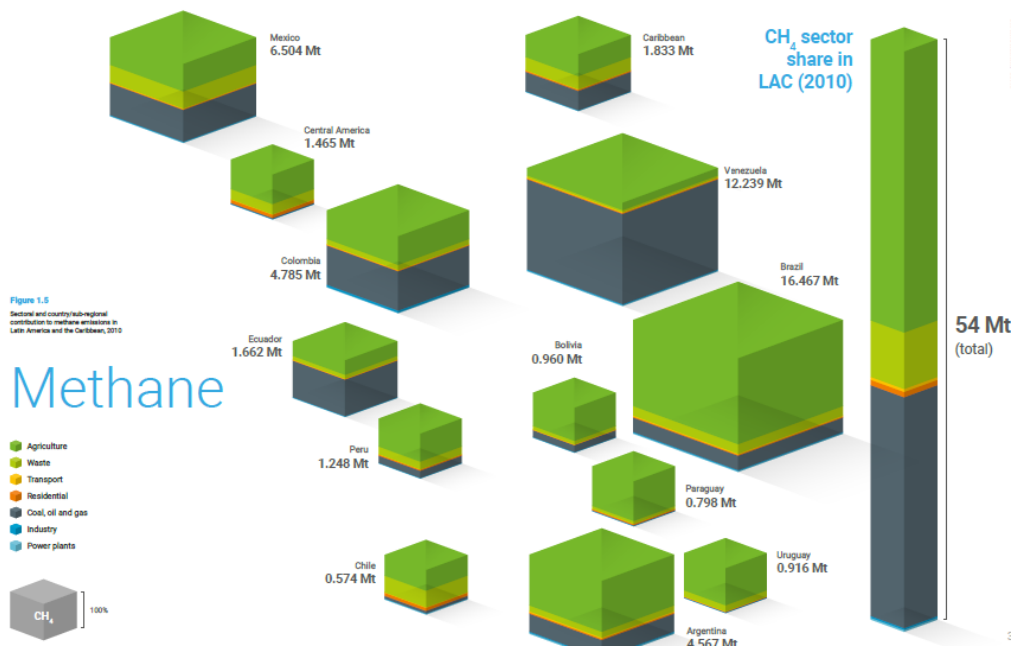 Mexico
6.504 Mt
Caribbean
1.833 Mt
CH₄ sector
share in
LAC (2010)
Central America
1.465 Mt
Venezuela
12.239 Mt
Colombia
4.785 Mt
Brazil
16.467 Mt
Figure 1.5
Sectoral and country/sub-regional
contribution to methane emissions in
Latin America and the Caribbean, 2010
54 Mt
(total)
Ecuador
1.662 Mt
Bolivia
0.960 Mt
Methane
Agriculture
Waste
Transport
Residential
Coal, oil and gas
Industry
Power plants
Peru
1.248 Mt
Paraguay
0.798 Mt
Chile
0.574 Mt
Uruguay
0.916 Mt
CH₄
100%
Argentina
4.567 Mt